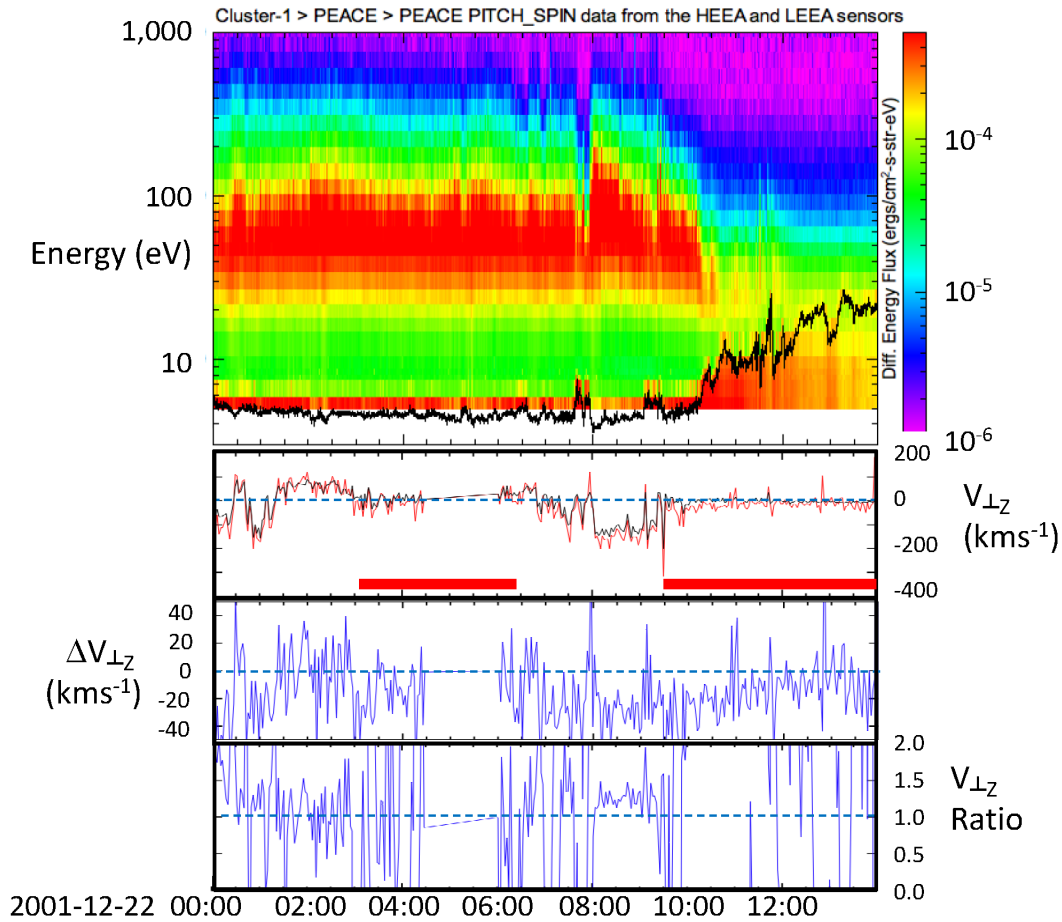 Cluster-1 > PEACE > PEACE PITCH_SPIN data from the HEEA and LEEA sensors
1,000
100
Energy (eV)
10
10⁻⁴
10⁻⁵
10⁻⁶
Diff. Energy Flux (ergs/cm²-s-str-eV)
200
0
-200
-400
V⊥Z
(kms⁻¹)
40
20
0
-20
-40
ΔV⊥Z
(kms⁻¹)
2.0
1.5
1.0
0.5
0.0
V⊥Z
Ratio
2001-12-22 00:00 02:00 04:00 06:00 08:00 10:00 12:00